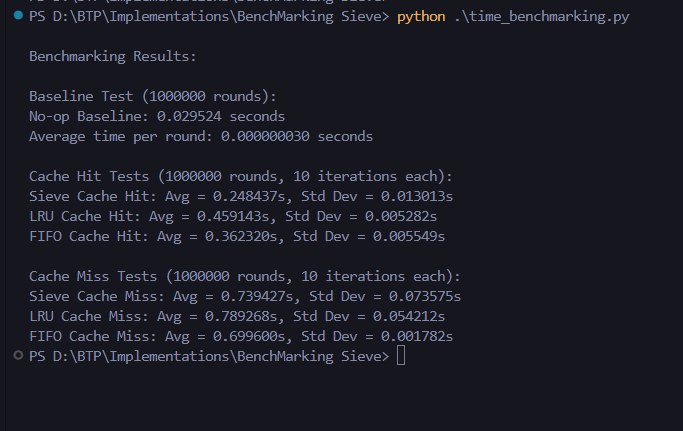 PS D:\BTP\Implementations\BenchMarking Sieve> python .\time_benchmarking.py
Benchmarking Results:
Baseline Test (1000000 rounds):
No-op Baseline: 0.029524 seconds
Average time per round: 0.000000030 seconds
Cache Hit Tests (1000000 rounds, 10 iterations each):
Sieve Cache Hit: Avg = 0.248437s, Std Dev = 0.013013s
LRU Cache Hit: Avg = 0.459143s, Std Dev = 0.005282s
FIFO Cache Hit: Avg = 0.362320s, Std Dev = 0.005549s
Cache Miss Tests (1000000 rounds, 10 iterations each):
Sieve Cache Miss: Avg = 0.739427s, Std Dev = 0.073575s
LRU Cache Miss: Avg = 0.789268s, Std Dev = 0.054212s
FIFO Cache Miss: Avg = 0.699600s, Std Dev = 0.001782s
PS D:\BTP\Implementations\BenchMarking Sieve>